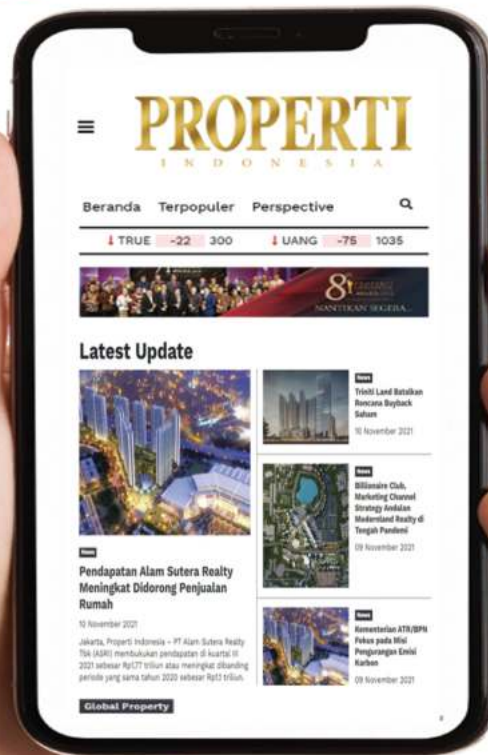 PROPERTI
INDONESIA
Beranda Terpopuler Perspective
TRUE -22 300 UANG -75 1035
8th
NANTIKAN SEGERA...
Latest Update
News
Pendapatan Alam Sutera Realty
Meningkat Didorong Penjualan
Rumah
10 November 2021
Jakarta, Properti Indonesia – PT Alam Sutera Realty
Tbk (ASRI) membukukan pendapatan di kuartal III
2021 sebesar Rp1,77 triliun atau meningkat dibanding
periode yang sama tahun 2020 sebesar Rp1,1 triliun.
Global Property
News
Triniti Land Batalkan
Rencana Buyback
Saham
10 November 2021
News
Billionaire Club,
Marketing Channel
Strategy Andalan
Modernland Realty di
Tengah Pandemi
09 November 2021
News
Kementerian ATR/BPN
Fokus pada Misi
Pengurangan Emisi
Karbon
09 November 2021